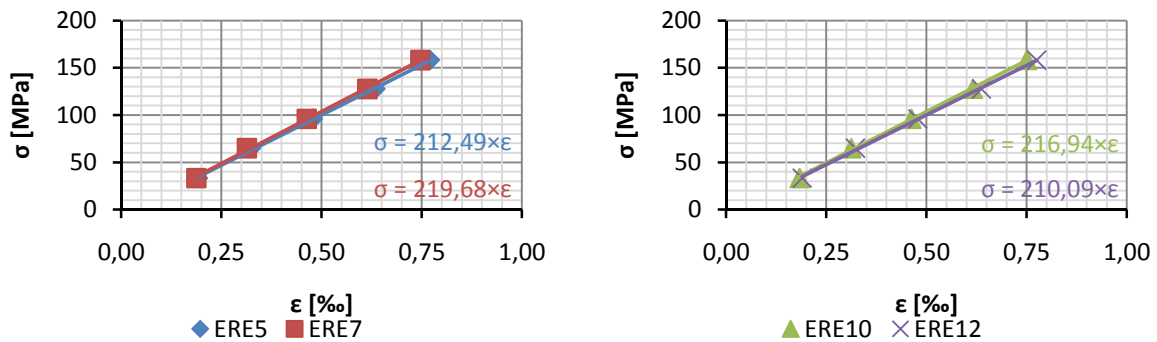 200
150
100
50
0
σ [MPa]
σ = 212,49×ε
σ = 219,68×ε
0,00 0,25 0,50 0,75 1,00
ε [‰]
ERE5 ERE7
200
150
100
50
0
σ [MPa]
σ = 216,94×ε
σ = 210,09×ε
0,00 0,25 0,50 0,75 1,00
ε [‰]
ERE10 ERE12